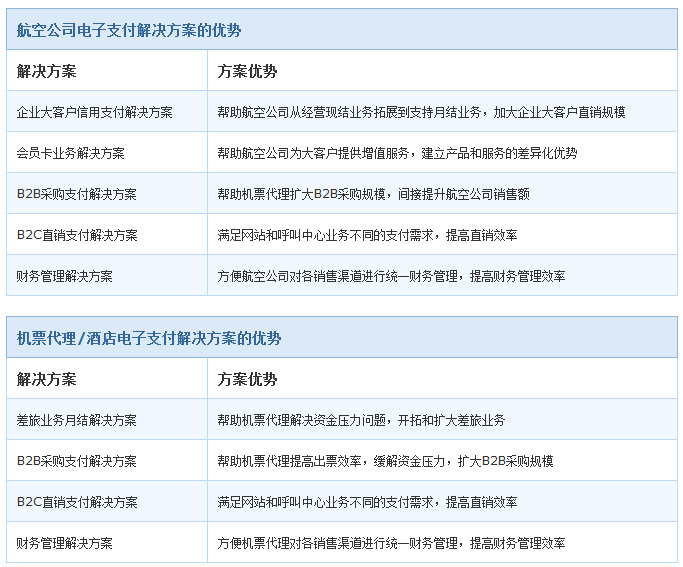 航空公司电子支付解决方案的优势
解决方案 方案优势
企业大客户信用支付解决方案 帮助航空公司从经营现结业务拓展到支持月结业务，加大企业大客户直销规模
会员卡业务解决方案 帮助航空公司为大客户提供增值服务，建立产品和服务的差异化优势
B2B采购支付解决方案 帮助机票代理扩大B2B采购规模，间接提升航空公司销售额
B2C直销支付解决方案 满足网站和呼叫中心业务不同的支付需求，提高直销效率
财务管理解决方案 方便航空公司对各销售渠道进行统一财务管理，提高财务管理效率
机票代理/酒店电子支付解决方案的优势
解决方案 方案优势
差旅业务月结解决方案 帮助机票代理解决资金压力问题，开拓和扩大差旅业务
B2B采购支付解决方案 帮助机票代理提高出票效率，缓解资金压力，扩大B2B采购规模
B2C直销支付解决方案 满足网站和呼叫中心业务不同的支付需求，提高直销效率
财务管理解决方案 方便机票代理对各销售渠道进行统一财务管理，提高财务管理效率